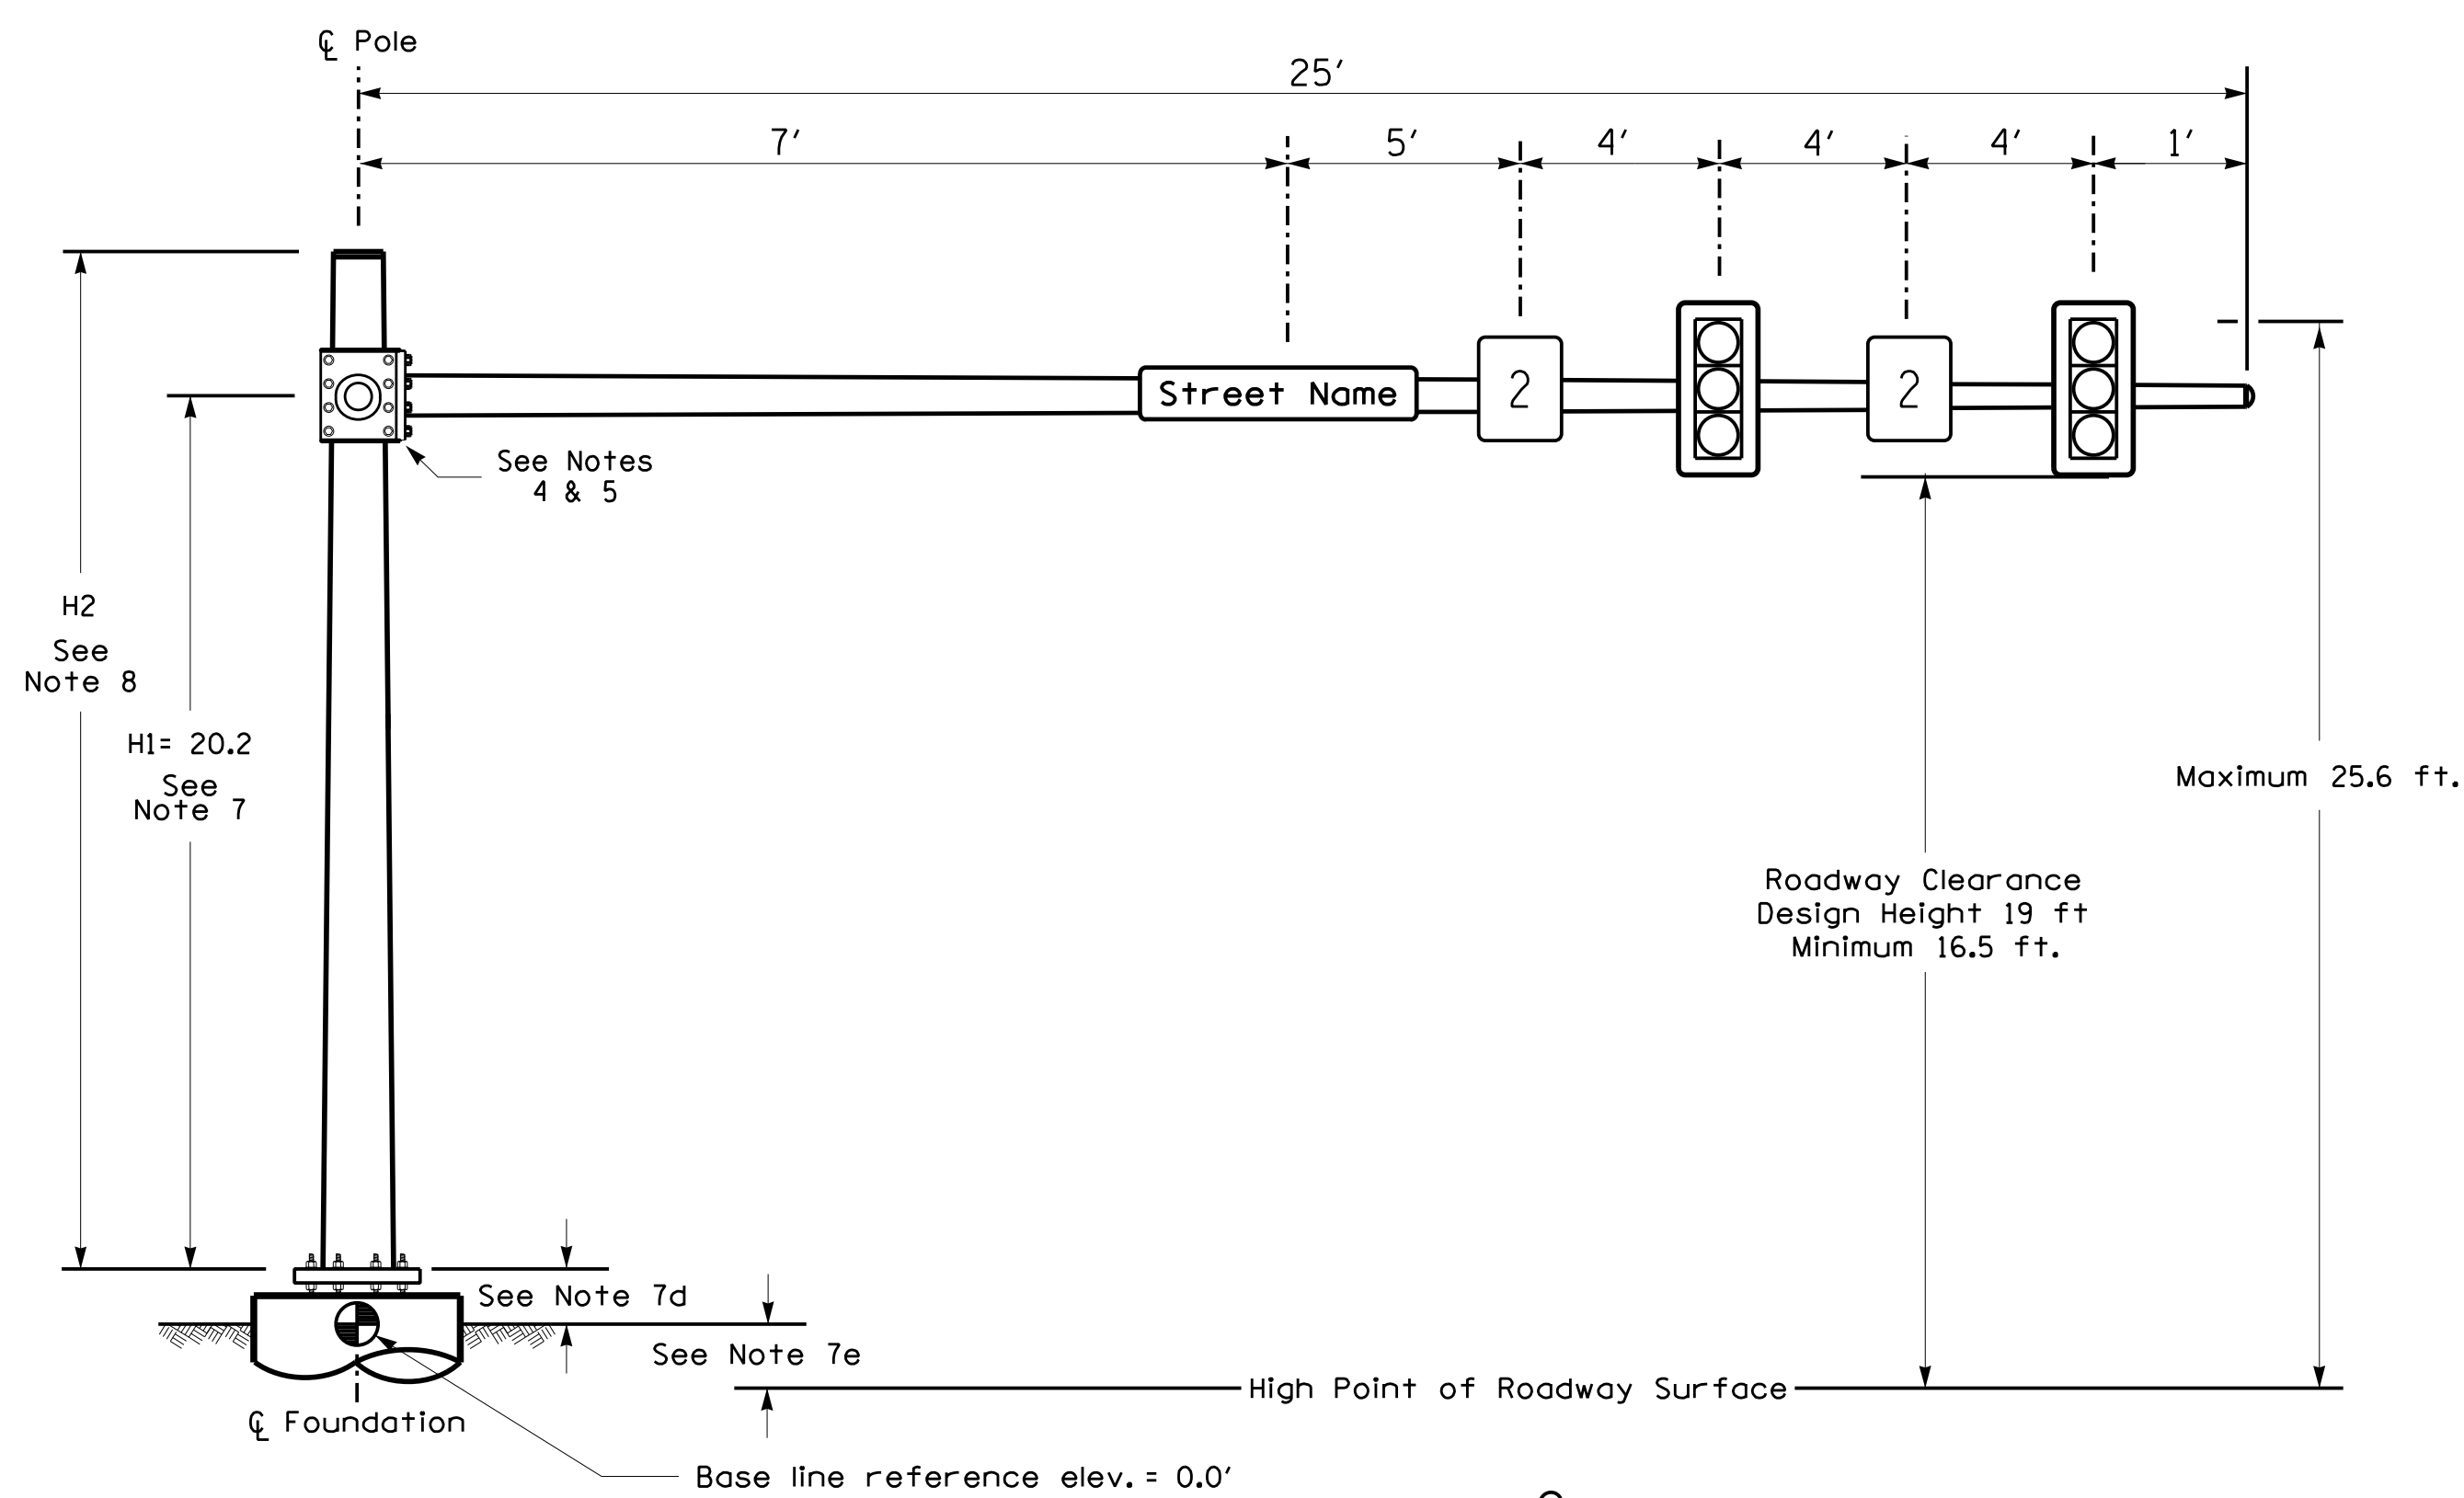 ℄ Pole
25'
7'
5'
4'
4'
4'
1'
Street Name
2
2
See Notes
4 & 5
H2
See
Note 8
H1= 20.2
See
Note 7
Maximum 25.6 ft.
Roadway Clearance
Design Height 19 ft
Minimum 16.5 ft.
See Note 7d
See Note 7e
High Point of Roadway Surface
℄ Foundation
Base line reference elev. = 0.0'